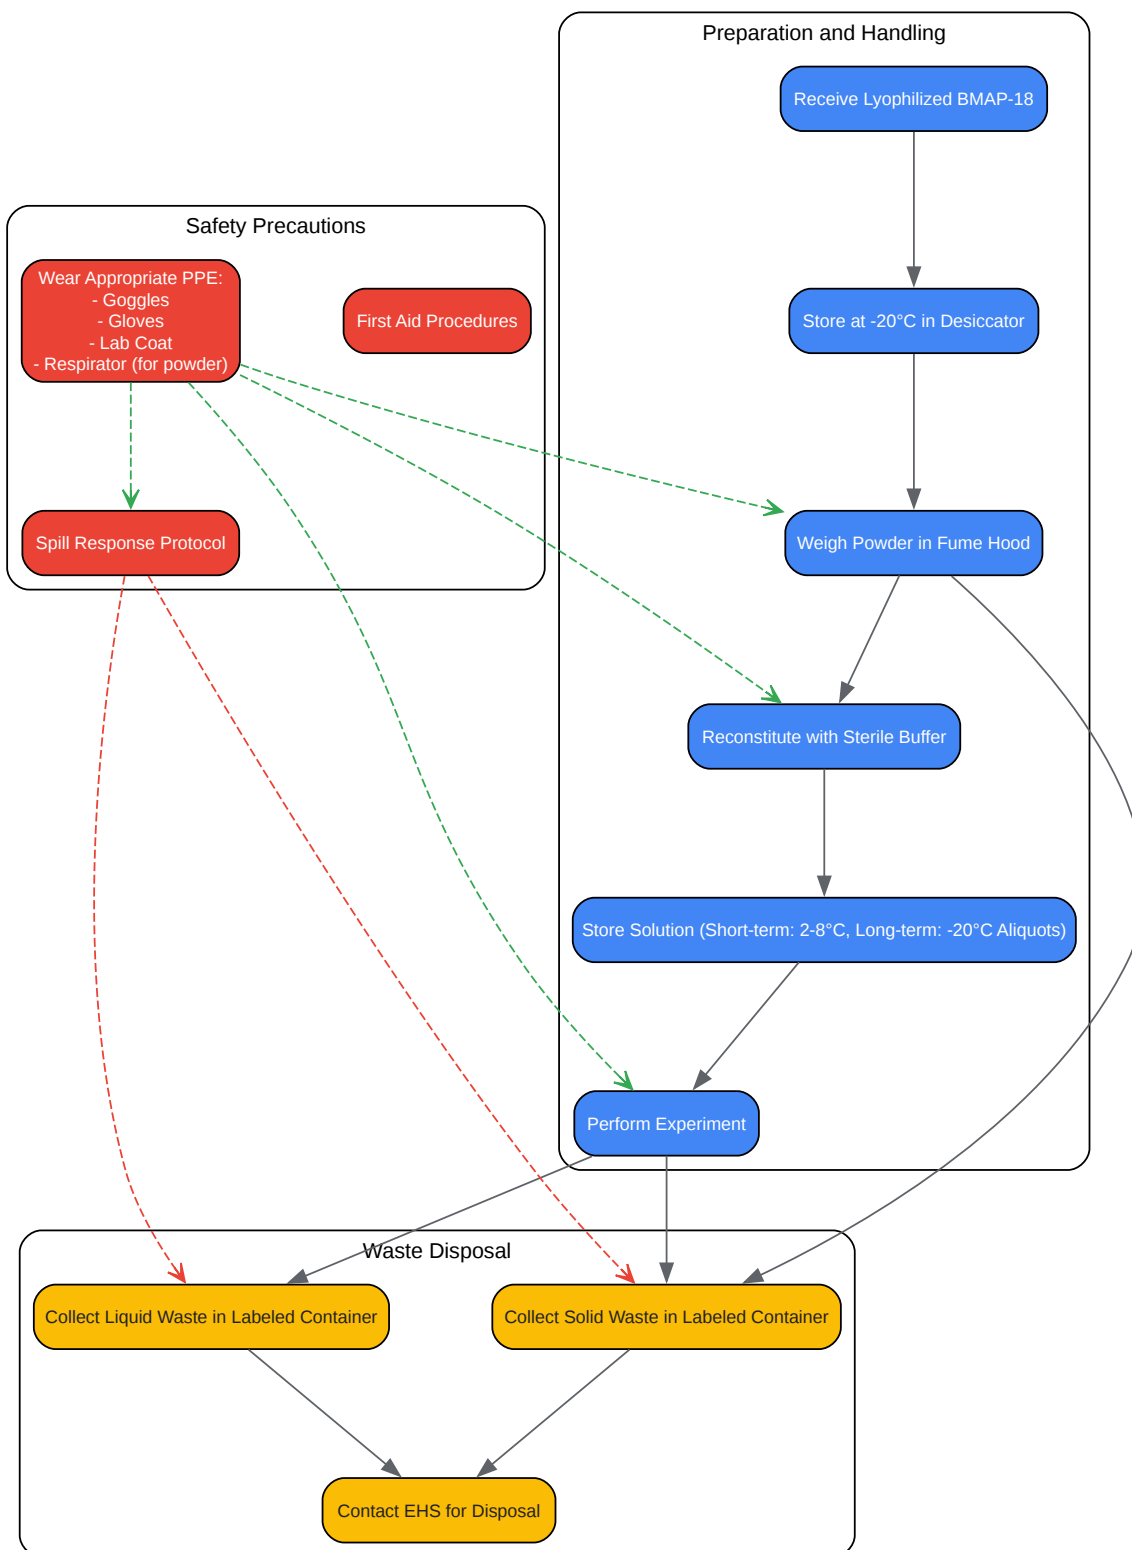 Preparation and Handling
Receive Lyophilized BMAP-18
Safety Precautions
Wear Appropriate PPE:
- Goggles
- Gloves
- Lab Coat
- Respirator (for powder)
First Aid Procedures
Store at -20°C in Desiccator
Spill Response Protocol
Weigh Powder in Fume Hood
Reconstitute with Sterile Buffer
Store Solution (Short-term: 2-8°C, Long-term: -20°C Aliquots)
Perform Experiment
Waste Disposal
Collect Liquid Waste in Labeled Container
Collect Solid Waste in Labeled Container
Contact EHS for Disposal